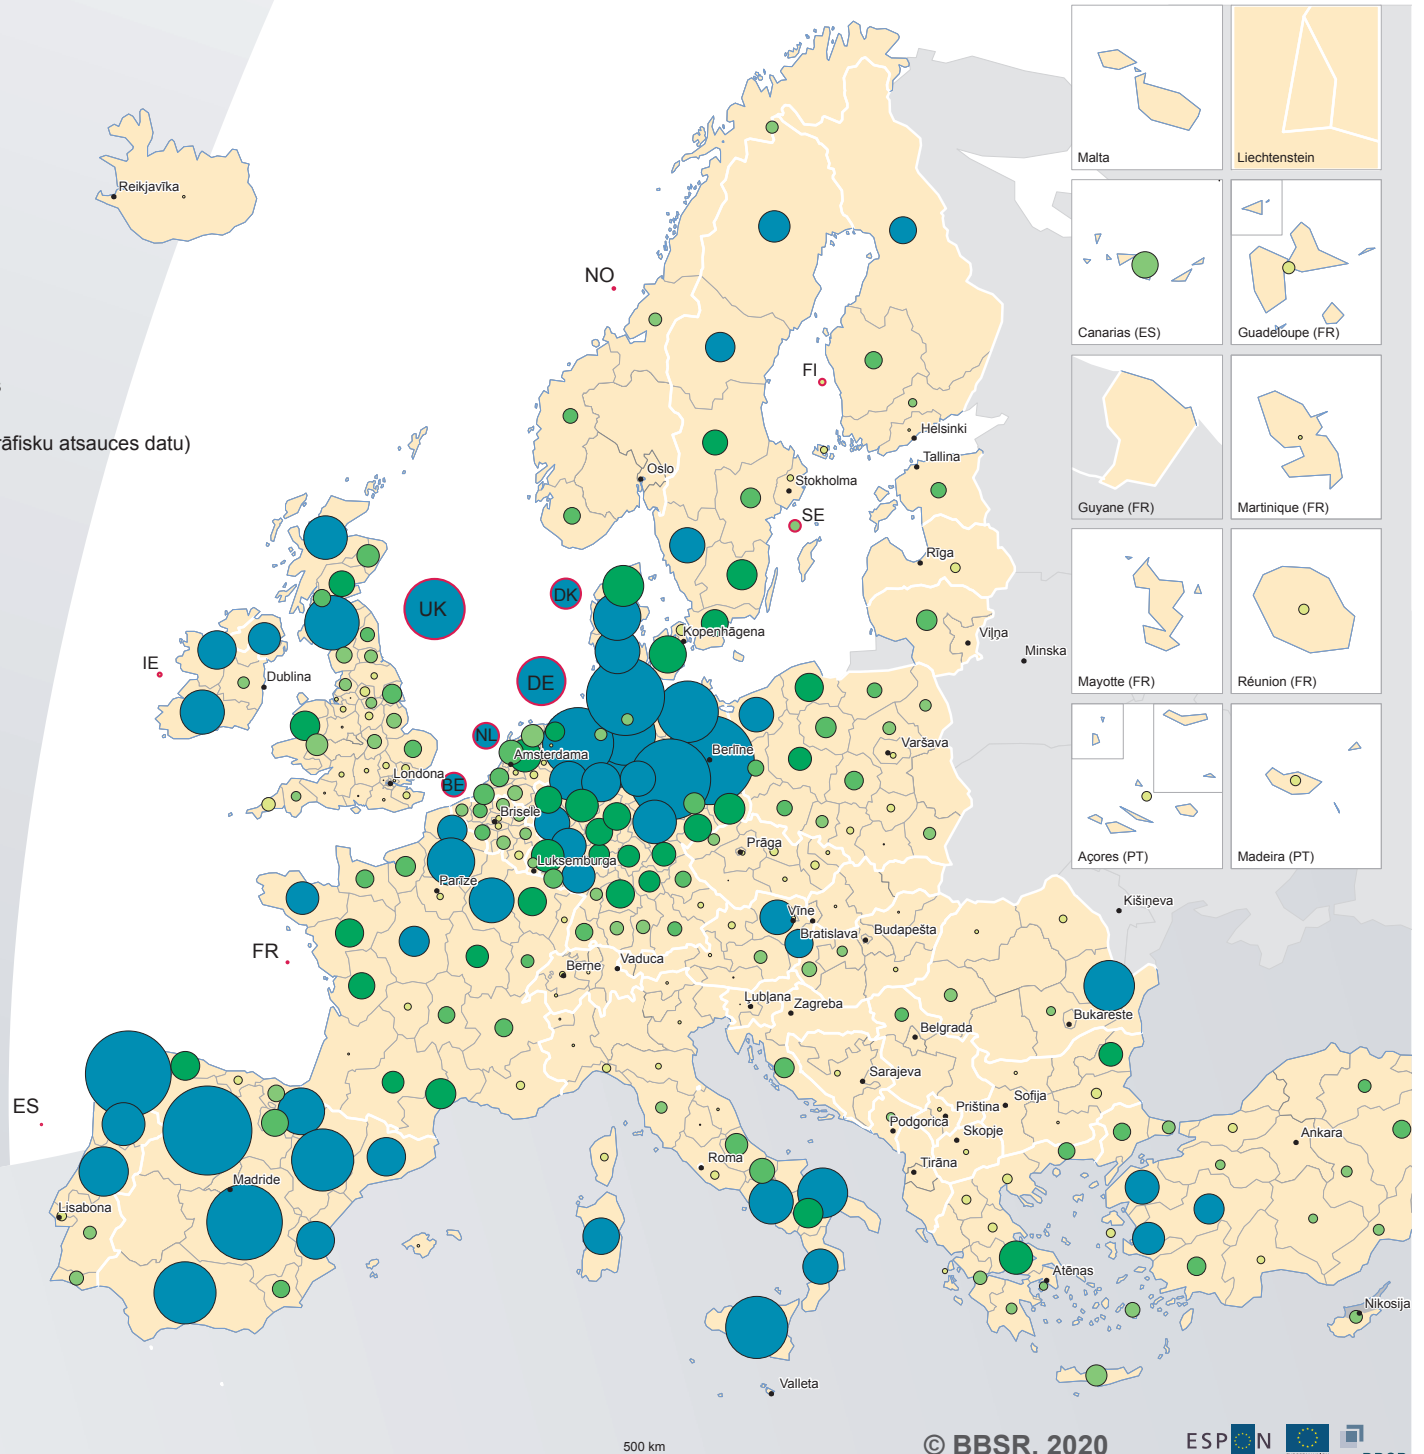 Malta
Liechtenstein
Reikjavīka
NO
Canarias (ES)
Guadeloupe (FR)
FI
āfisku atsauces datu)
Helsinki
Tallina
Oslo
Stokholma
SE
Guyane (FR)
Martinique (FR)
Rīga
UK
DK
Kopenhāgena
Viļņa
Minska
IE
Dublina
DE
Mayotte (FR)
Réunion (FR)
NL
Amsterdama
Berlīne
Varšava
Londona
BE
Brisele
Prāga
Luksemburga
Parīze
Açores (PT)
Madeira (PT)
Kišiņeva
Vīne
Bratislava
Budapešta
FR
Berne
Vaduca
Ļubļana
Zagreba
Belgrada
Bukareste
ES
Sarajeva
Sofija
Priština
Podgorica
Skopje
Ankara
Roma
Tirāna
Madride
Lisabona
Atēnas
Nikosija
Valleta
500 km
© BBSR, 2020
ESPON